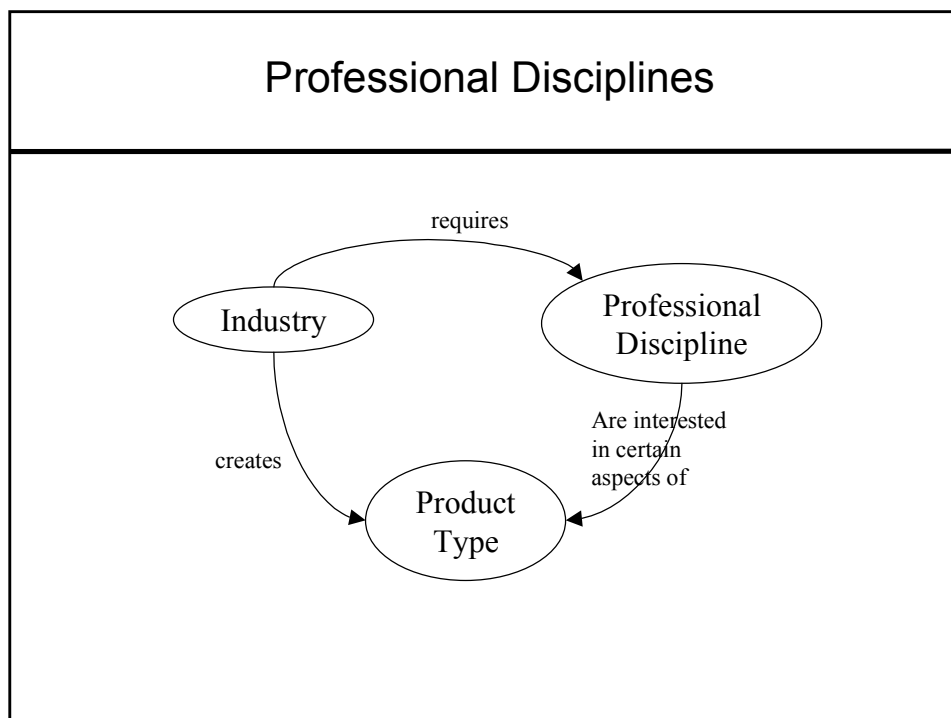 Professional Disciplines
requires
Industry
Professional
Discipline
Are interested
in certain
aspects of
creates
Product
Type